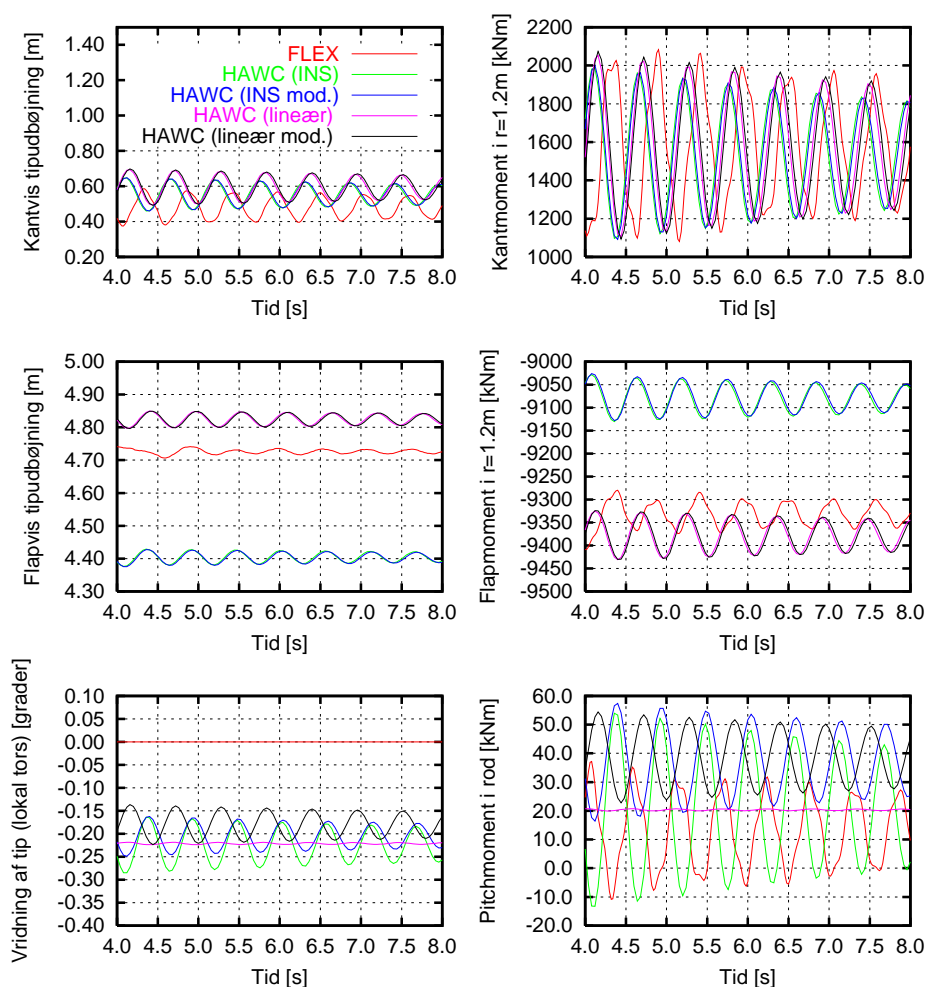 Kantvis tipudbøjning [m]
1.40
1.20
1.00
0.80
0.60
0.40
0.20
FLEX
HAWC (INS)
HAWC (INS mod.)
HAWC (lineær)
HAWC (lineær mod.)
4.0 4.5 5.0 5.5 6.0 6.5 7.0 7.5 8.0
Tid [s]
Kantmoment i r=1.2m [kNm]
2200
2000
1800
1600
1400
1200
1000
4.0 4.5 5.0 5.5 6.0 6.5 7.0 7.5 8.0
Tid [s]
Flapvis tipudbøjning [m]
5.00
4.90
4.80
4.70
4.60
4.50
4.40
4.30
4.0 4.5 5.0 5.5 6.0 6.5 7.0 7.5 8.0
Tid [s]
Flapmoment i r=1.2m [kNm]
-9000
-9050
-9100
-9150
-9200
-9250
-9300
-9350
-9400
-9450
-9500
4.0 4.5 5.0 5.5 6.0 6.5 7.0 7.5 8.0
Tid [s]
Vridning af tip (lokal tors) [grader]
0.10
0.05
0.00
-0.05
-0.10
-0.15
-0.20
-0.25
-0.30
-0.35
-0.40
4.0 4.5 5.0 5.5 6.0 6.5 7.0 7.5 8.0
Tid [s]
Pitchmoment i rod [kNm]
60.0
50.0
40.0
30.0
20.0
10.0
0.0
-10.0
-20.0
4.0 4.5 5.0 5.5 6.0 6.5 7.0 7.5 8.0
Tid [s]